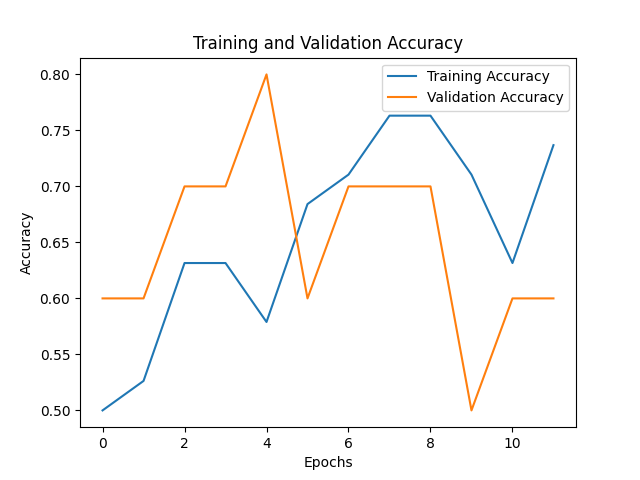 Training and Validation Accuracy
Training Accuracy
Validation Accuracy
Accuracy
0.80
0.75
0.70
0.65
0.60
0.55
0.50
0 2 4 6 8 10
Epochs